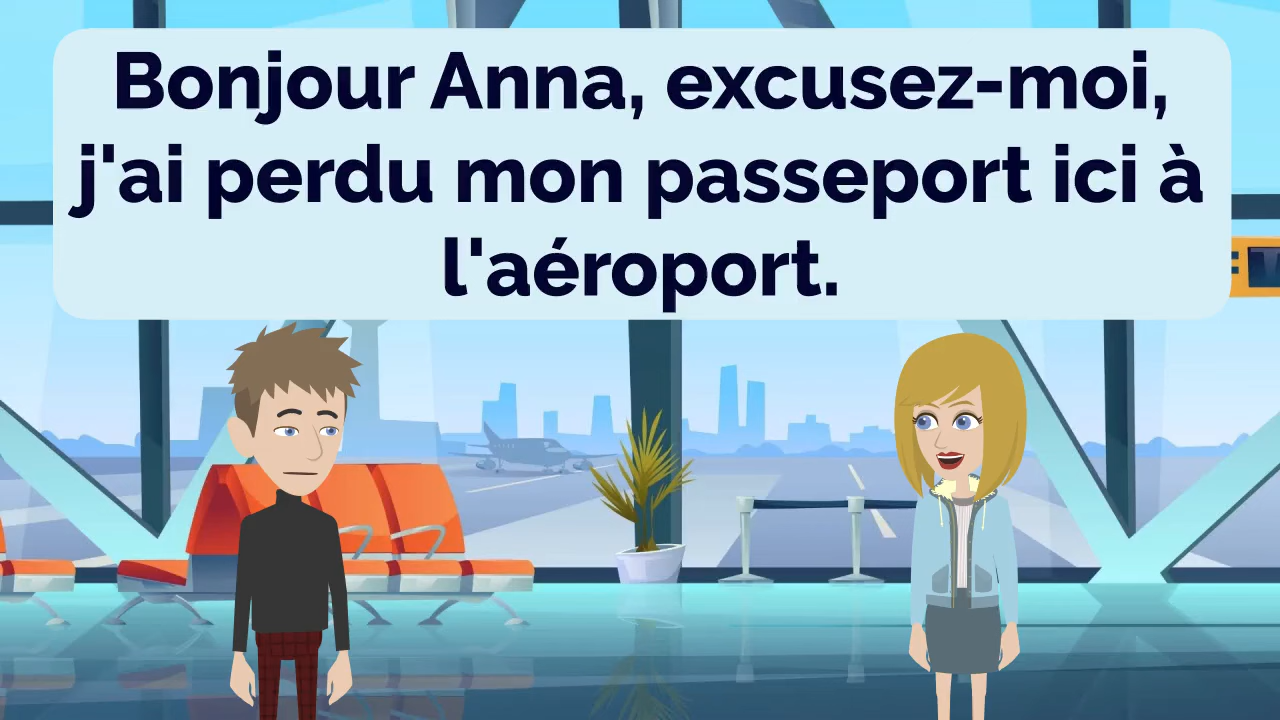 Bonjour Anna, excusez-moi,
j'ai perdu mon passeport ici à
l'aéroport.